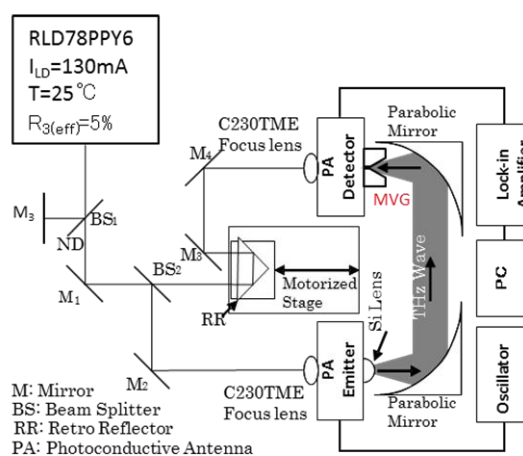 RLD78PPY6
I_LD=130mA
T=25℃
R_3(eff)=5%
C230TME
Focus lens
Parabolic
Mirror
M₄
PA
Detector
MVG
Lock-in
Amplifier
M₃
BS₁
ND
M₃
BS₂
M₁
Motorized
Stage
RR
Si Lens
THz Wave
PC
M₂
C230TME
Focus lens
PA
Emitter
Parabolic
Mirror
Oscillator
M: Mirror
BS: Beam Splitter
RR: Retro Reflector
PA: Photoconductive Antenna